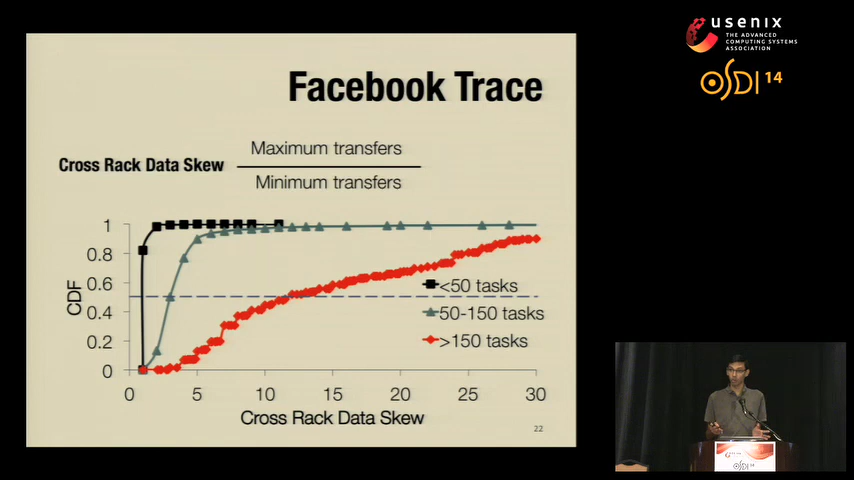 usenix
THE ADVANCED
COMPUTING SYSTEMS
ASSOCIATION
OSDI 14
Facebook Trace
Cross Rack Data Skew
Maximum transfers
Minimum transfers
CDF
1
0.8
0.6
0.4
0.2
0
<50 tasks
50-150 tasks
>150 tasks
0 5 10 15 20 25 30
Cross Rack Data Skew
22
OSDI